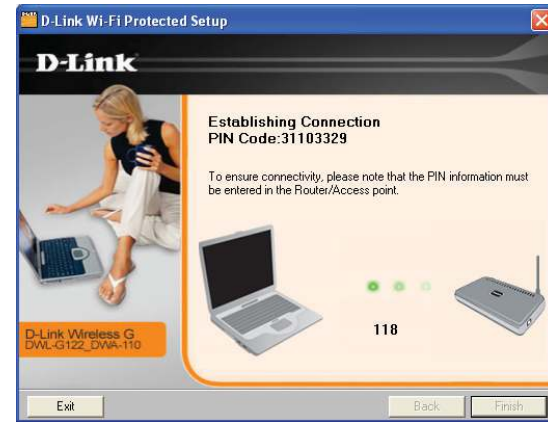 D-Link Wi-Fi Protected Setup
D-Link
Establishing Connection
PIN Code:31103329
To ensure connectivity, please note that the PIN information must
be entered in the Router/Access point.
118
D-Link Wireless G
DWL-G122_DWA-110
Exit
Back
Finish